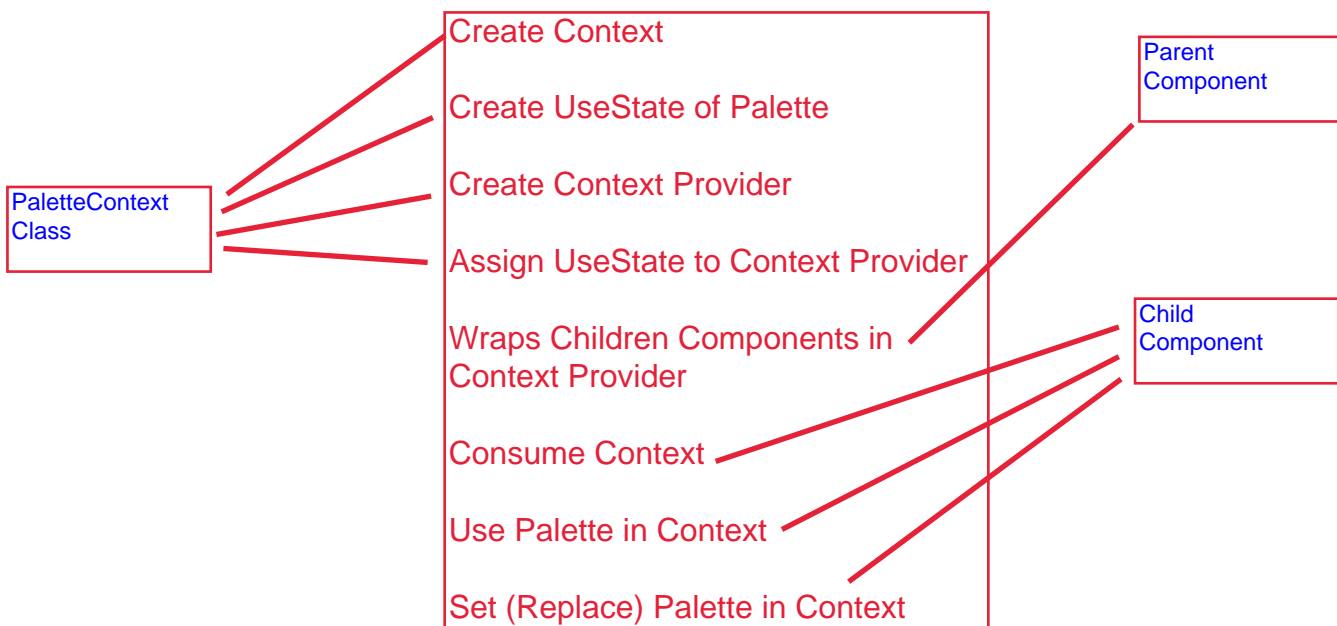 PaletteContext
Class
Create Context
Create UseState of Palette
Create Context Provider
Assign UseState to Context Provider
Wraps Children Components in
Context Provider
Consume Context
Use Palette in Context
Set (Replace) Palette in Context
Parent
Component
Child
Component